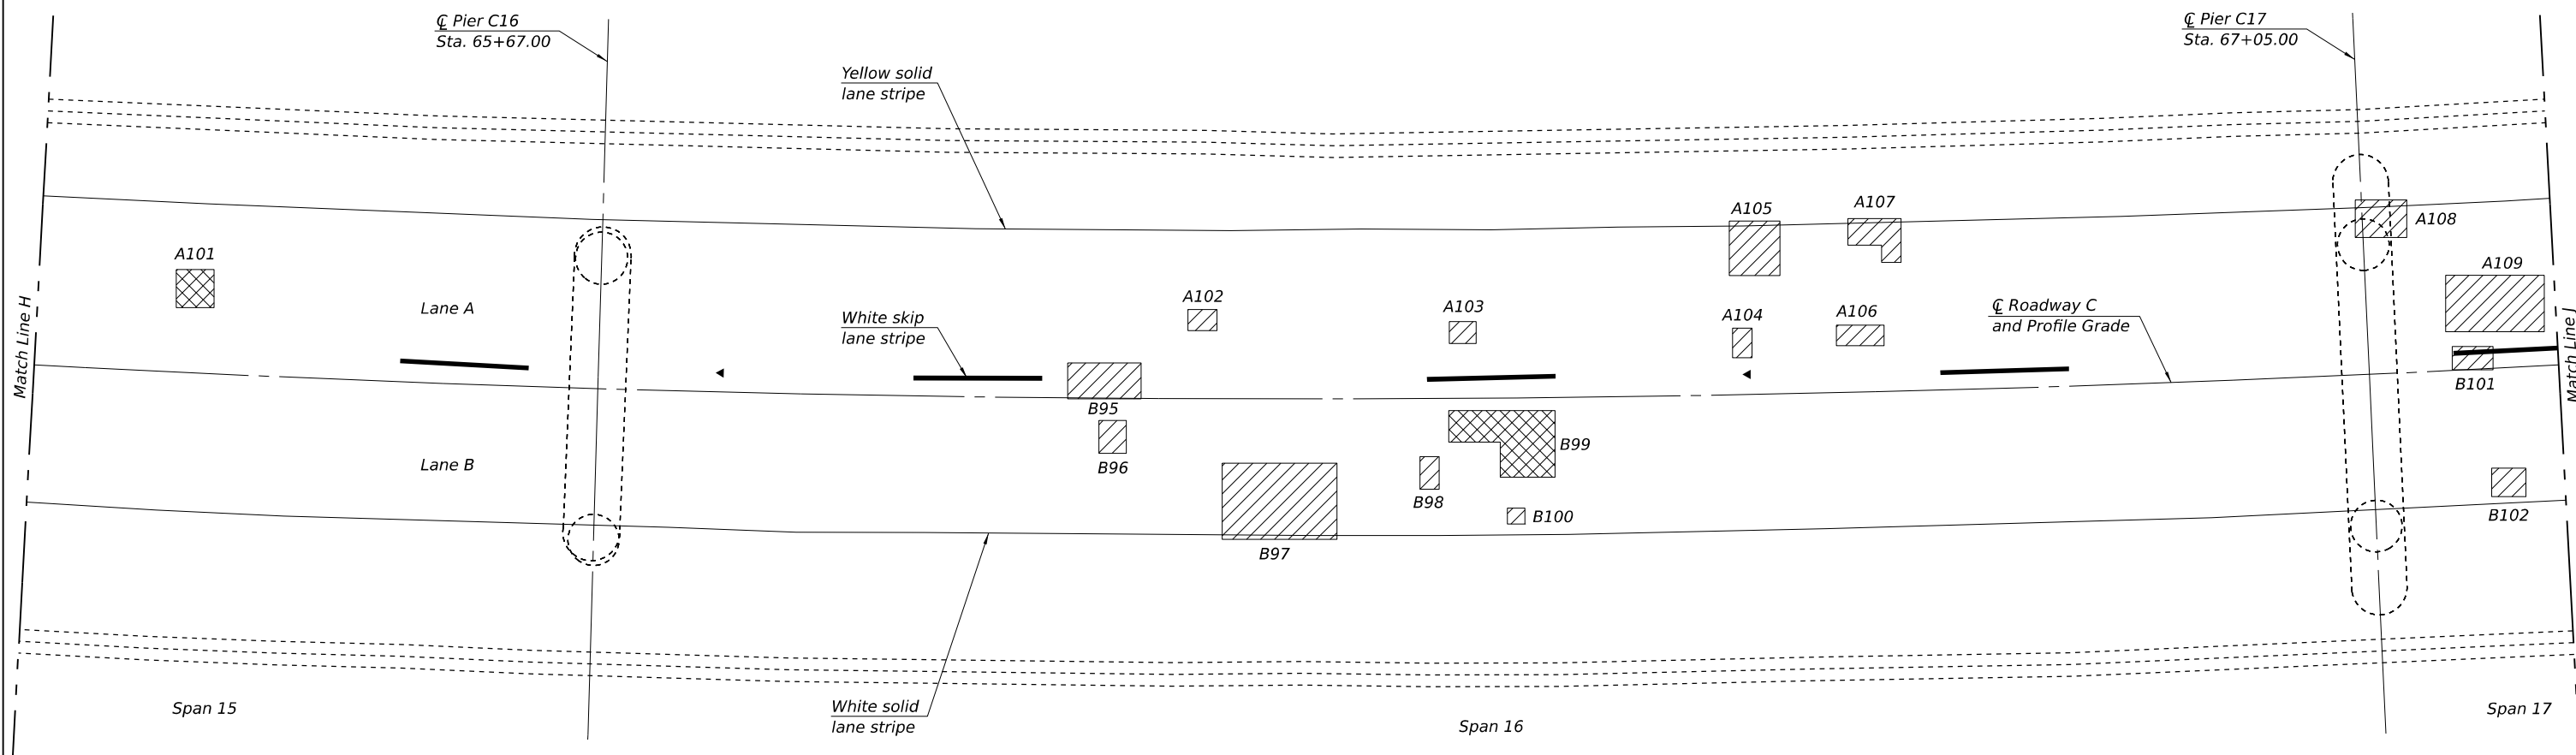 ℄ Pier C16
Sta. 65+67.00
℄ Pier C17
Sta. 67+05.00
Yellow solid
lane stripe
A105
A107
A108
A101
A109
Lane A
A102
A103
A104
A106
℄ Roadway C
and Profile Grade
White skip
lane stripe
Match Line H
Match Line J
B95
B101
B99
Lane B
B96
B98
B100
B102
B97
Span 15
White solid
lane stripe
Span 16
Span 17